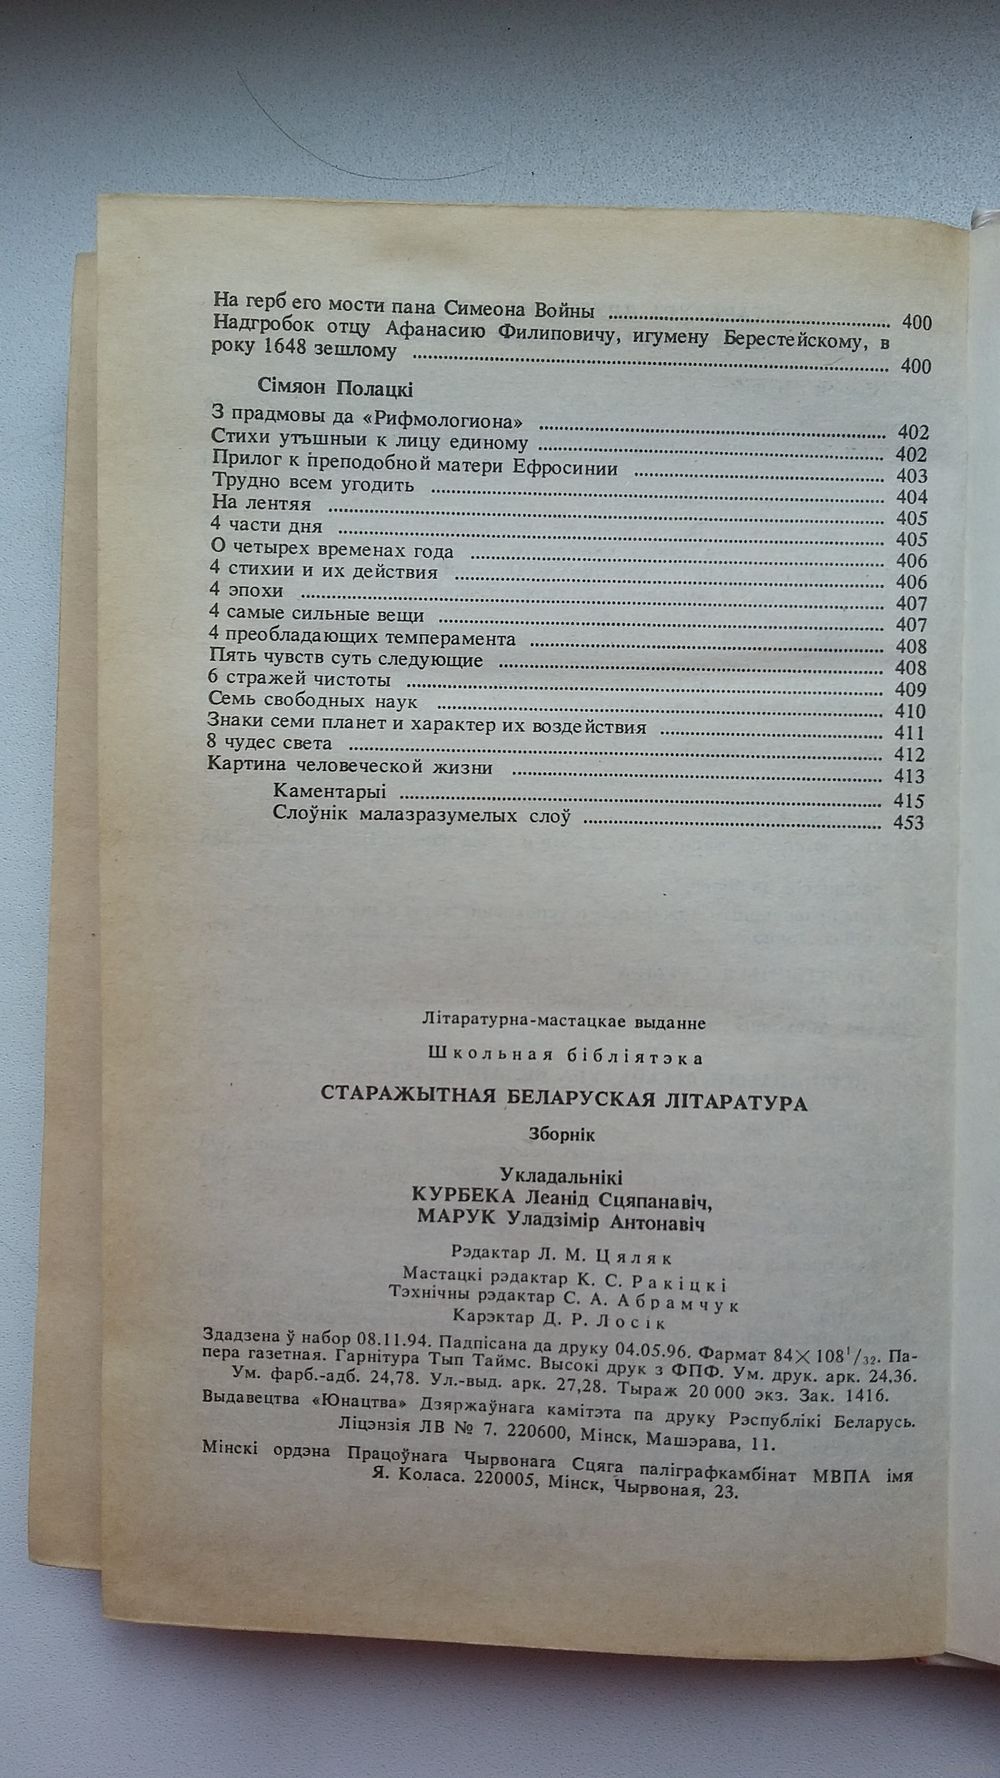 На герб его мости пана Симеона Войны ........ 400
Надгробок отцу Афанасию Филиповичу, игумену Берестейскому, в
року 1648 зешлому ........ 400
Сімяон Полацкі
З прадмовы да «Рифмологиона» ........ 402
Стихи утѣшныи к лицу единому ........ 402
Прилог к преподобной матери Ефросинии ........ 403
Трудно всем угодить ........ 404
На лентяя ........ 405
4 части дня ........ 405
О четырех временах года ........ 406
4 стихии и их действия ........ 406
4 эпохи ........ 407
4 самые сильные вещи ........ 407
4 преобладающих темперамента ........ 408
Пять чувств суть следующие ........ 408
6 стражей чистоты ........ 409
Семь свободных наук ........ 410
Знаки семи планет и характер их воздействия ........ 411
8 чудес света ........ 412
Картина человеческой жизни ........ 413
Каментарыі ........ 415
Слоўнік малазразумелых слоў ........ 453
Літаратурна-мастацкае выданне
Школьная бібліятэка
СТАРАЖЫТНАЯ БЕЛАРУСКАЯ ЛІТАРАТУРА
Зборнік
Укладальнікі
КУРБЕКА Леанід Сцяпанавіч,
МАРУК Уладзімір Антонавіч
Рэдактар Л. М. Цяляк
Мастацкі рэдактар К. С. Ракіцкі
Тэхнічны рэдактар С. А. Абрамчук
Карэктар Д. Р. Лосік
Здадзена ў набор 08.11.94. Падпісана да друку 04.05.96. Фармат 84×108¹/₃₂. Па-
пера газетная. Гарнітура Тып Таймс. Высокі друк з ФПФ. Ум. друк. арк. 24,36.
Ум. фарб.-адб. 24,78. Ул.-выд. арк. 27,28. Тыраж 20 000 экз. Зак. 1416.
Выдавецтва «Юнацтва» Дзяржаўнага камітэта па друку Рэспублікі Беларусь.
Ліцэнзія ЛВ № 7. 220600, Мінск, Машэрава, 11.
Мінскі ордэна Працоўнага Чырвонага Сцяга паліграфкамбінат МВПА імя
Я. Коласа. 220005, Мінск, Чырвоная, 23.